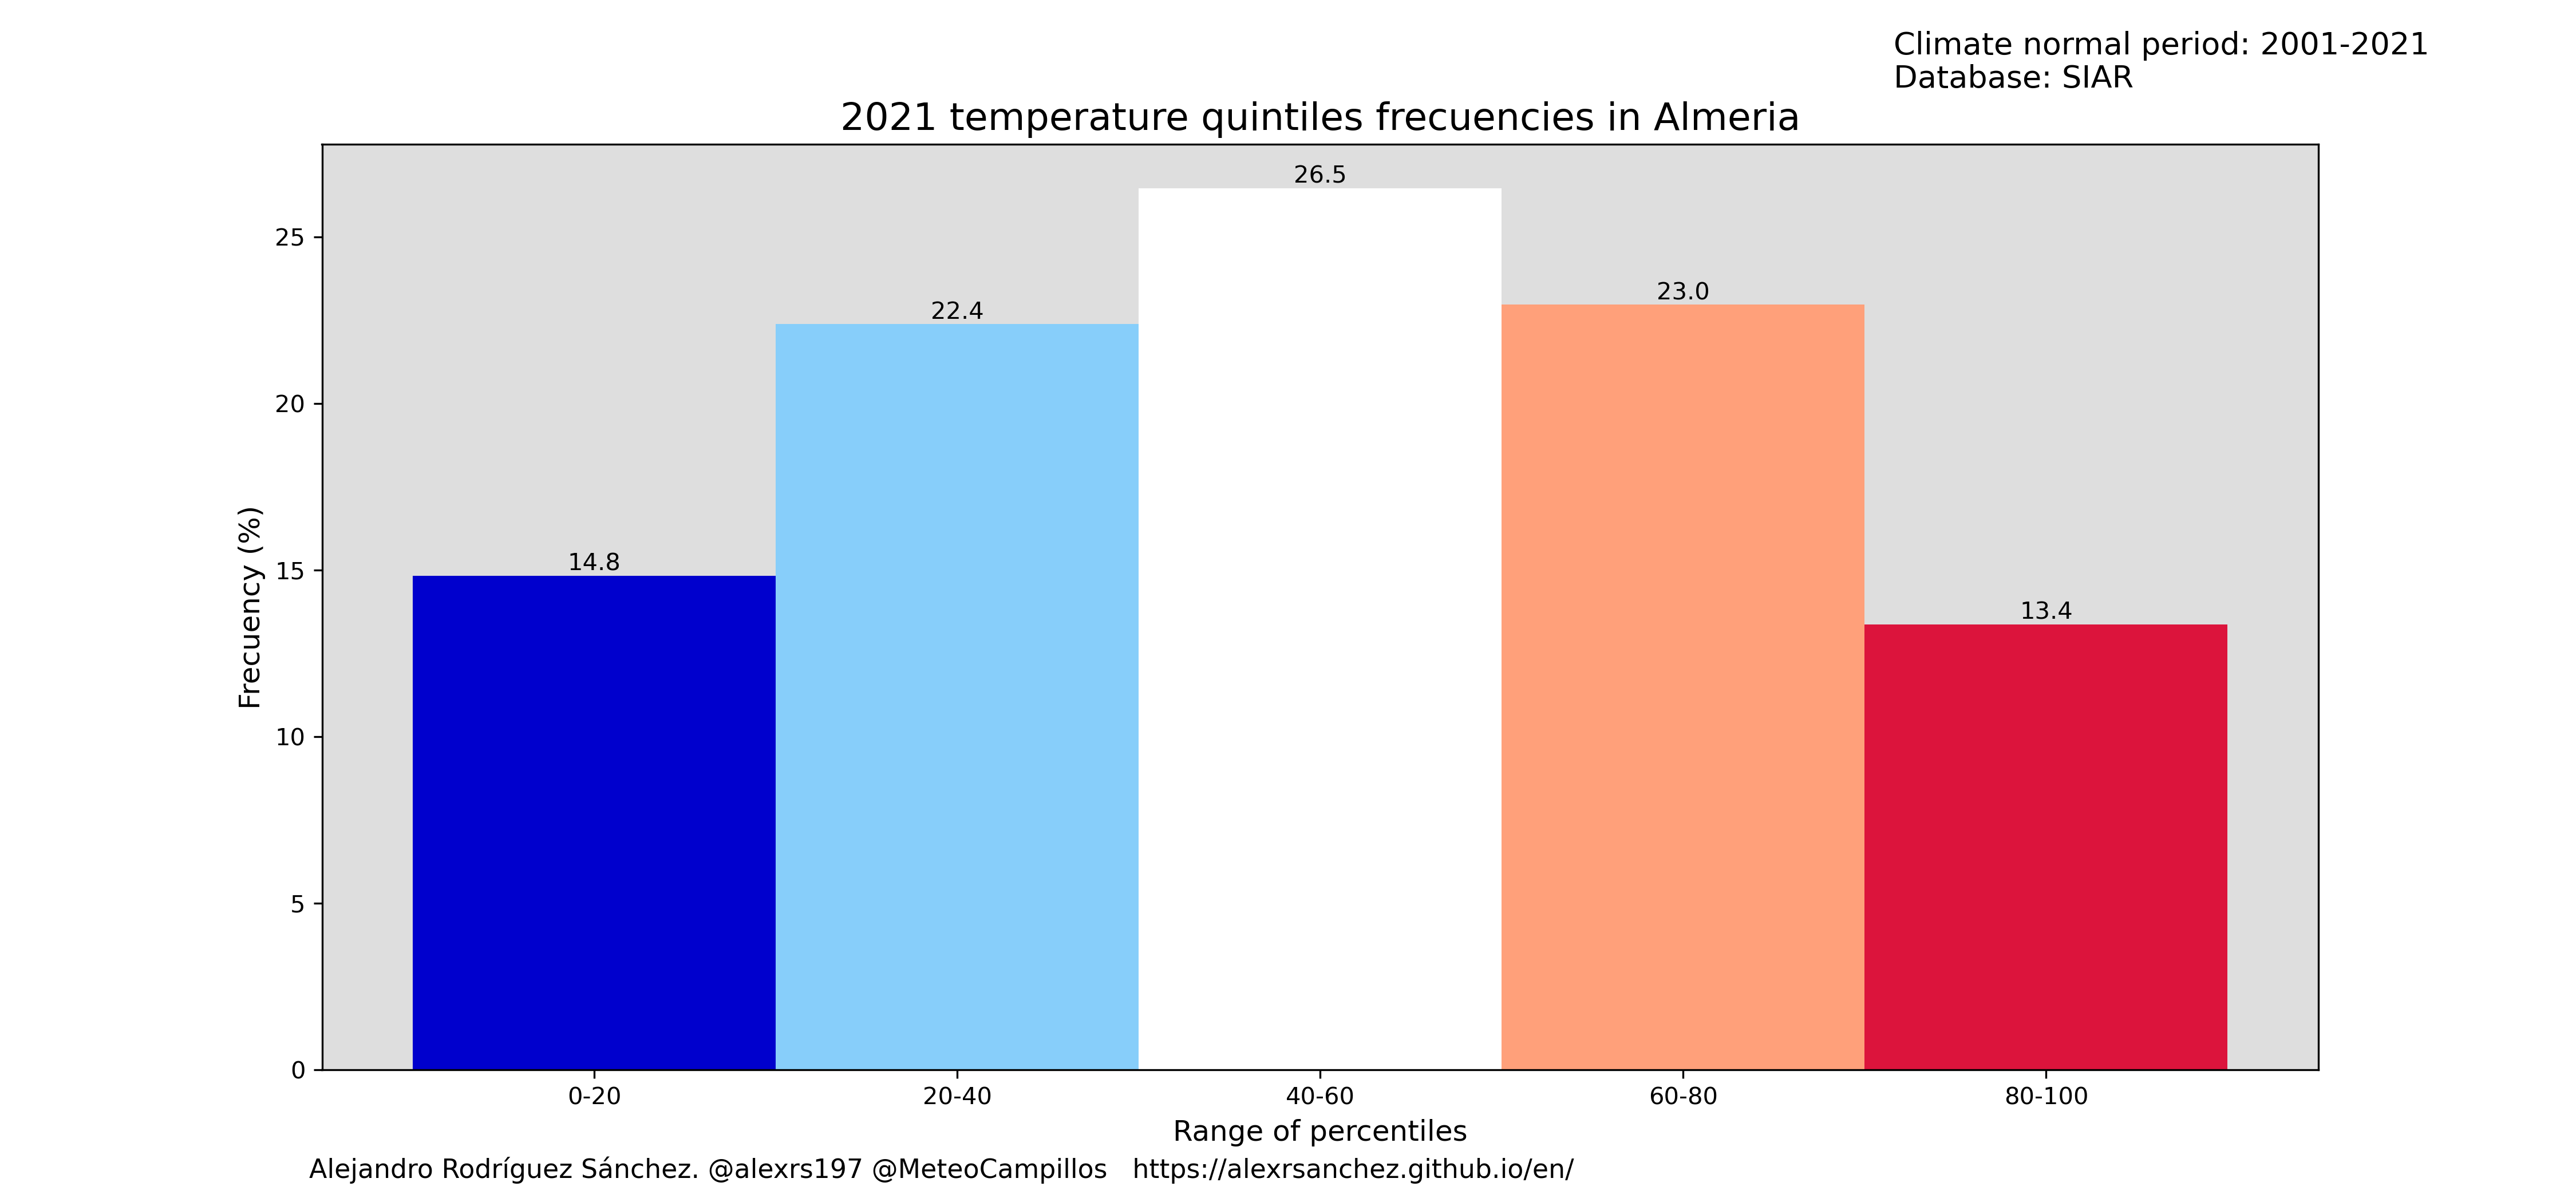 Climate normal period: 2001-2021
Database: SIAR
2021 temperature quintiles frecuencies in Almeria
26.5
25
23.0
22.4
20
Frecuency (%)
15
14.8
13.4
10
5
0
0-20 20-40 40-60 60-80 80-100
Range of percentiles
Alejandro Rodríguez Sánchez. @alexrs197 @MeteoCampillos https://alexrsanchez.github.io/en/